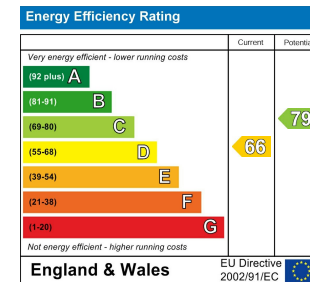 Energy Efficiency Rating
Current Potentia
Very energy efficient - lower running costs
(92 plus) A
(81-91) B
(69-80) C
79
(55-68) D
66
(39-54) E
(21-38) F
(1-20) G
Not energy efficient - higher running costs
England & Wales
EU Directive
2002/91/EC